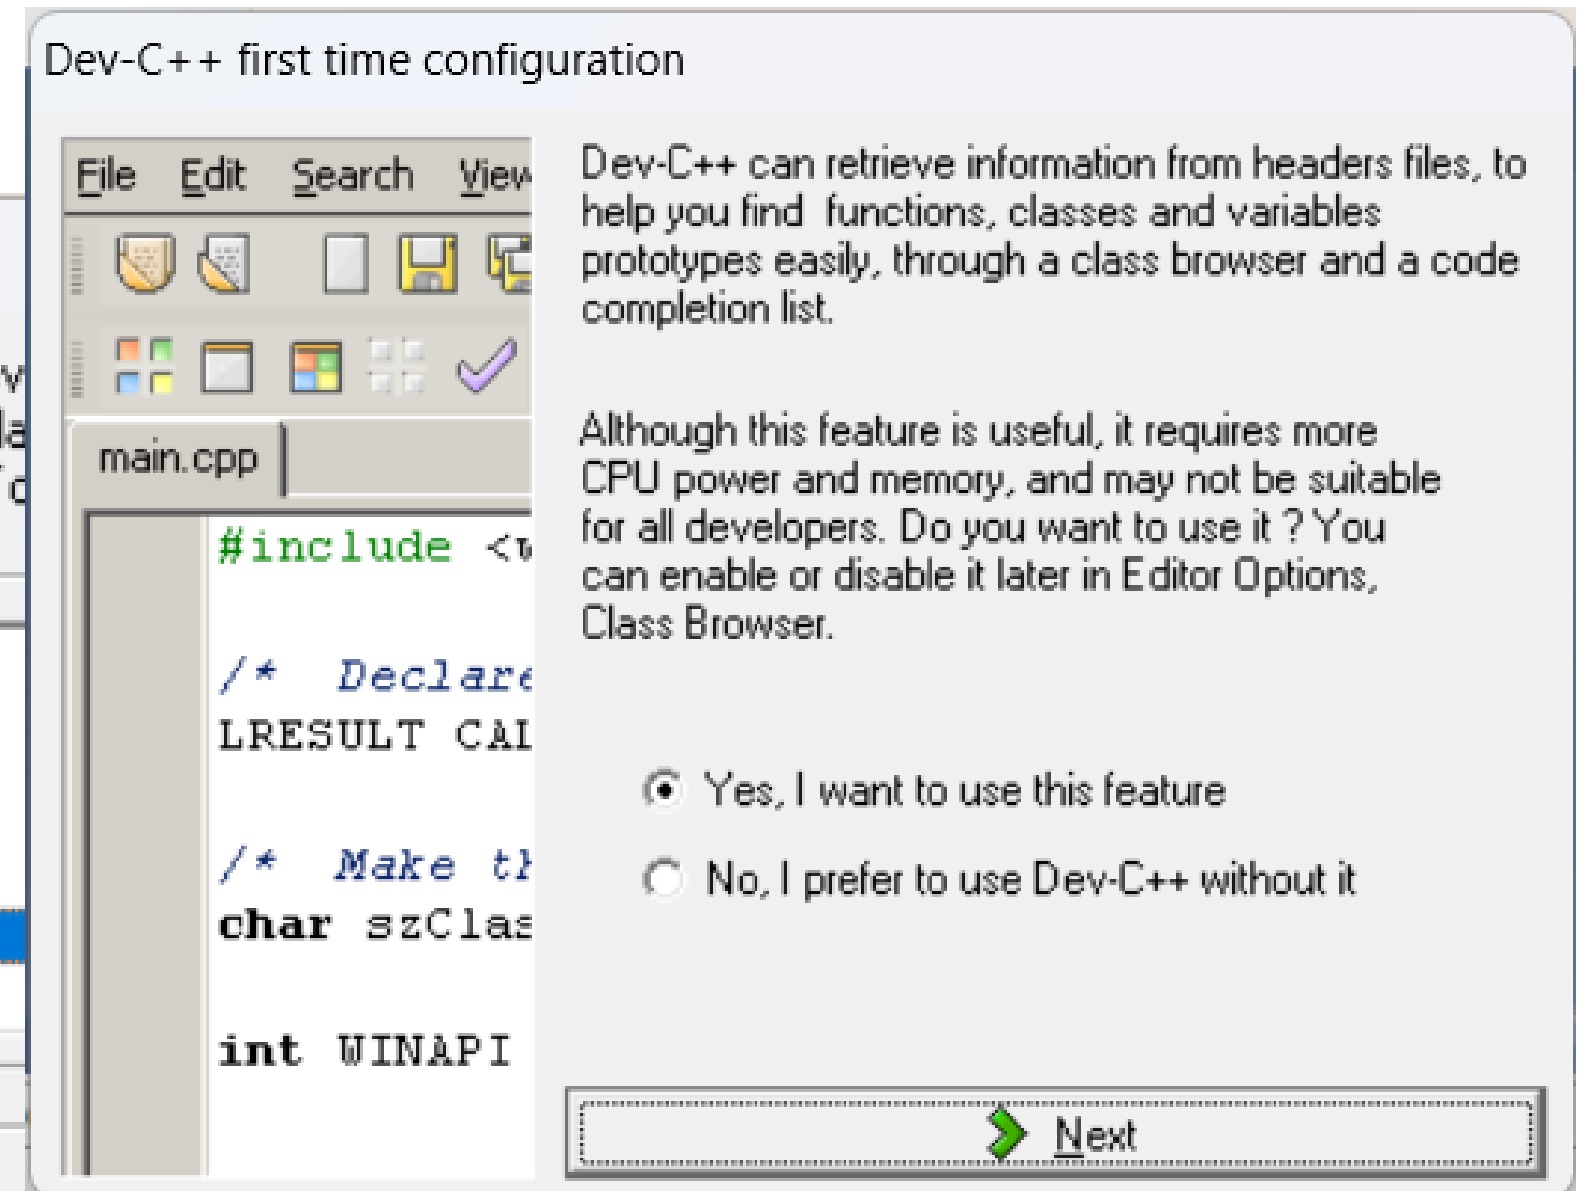 Dev-C++ first time configuration
File Edit Search View
main.cpp
#include
/* Declare
LRESULT
/* Make
char
int WINAPI
Dev-C++ can retrieve information from headers files, to
help you find functions, classes and variables
prototypes easily, through a class browser and a code
completion list.
Although this feature is useful, it requires more
CPU power and memory, and may not be suitable
for all developers. Do you want to use it ? You
can enable or disable it later in Editor Options,
Class Browser.
Yes, I want to use this feature
No, I prefer to use Dev-C++ without it
Next